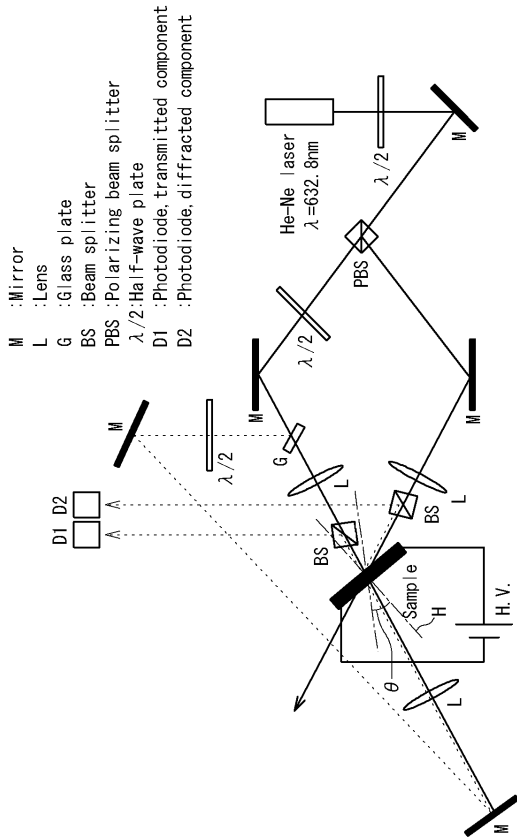 M :Mirror
L :Lens
G :Glass plate
BS :Beam splitter
PBS :Polarizing beam splitter
λ/2:Half-wave plate
D1 :Photodiode, transmitted component
D2 :Photodiode, diffracted component
He-Ne laser
λ=632.8nm
λ/2
M
PBS
λ/2
M
M
M
λ/2
G
L
L
D1
D2
BS
BS
Sample
H
θ
H.V.
L
M